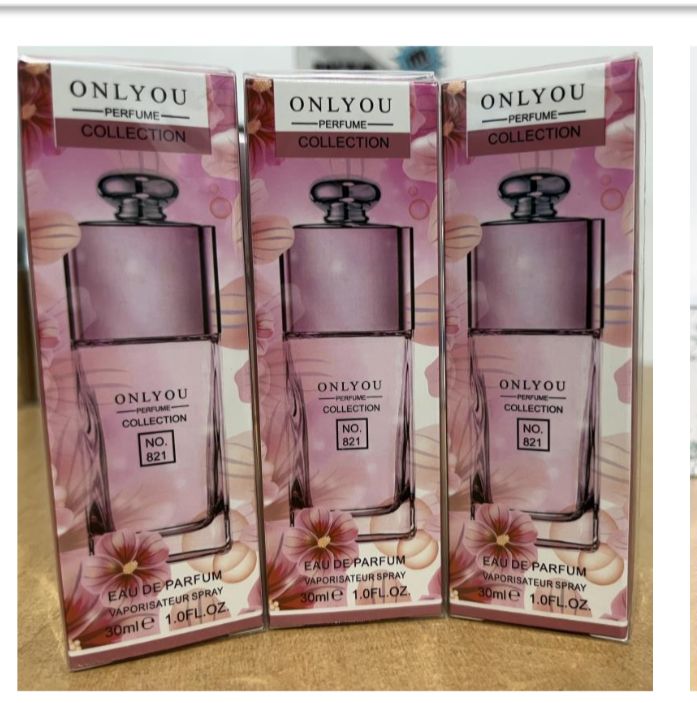 ONLYOU
PERFUME
COLLECTION
ONLYOU
PERFUME
COLLECTION
NO.
821
EAU DE PARFUM
VAPORISATEUR SPRAY
30ml e 1.0FL.OZ.
ONLYOU
PERFUME
COLLECTION
ONLYOU
PERFUME
COLLECTION
NO.
821
EAU DE PARFUM
VAPORISATEUR SPRAY
30ml e 1.0FL.OZ.
ONLYOU
PERFUME
COLLECTION
ONLYOU
PERFUME
COLLECTION
NO.
821
EAU DE PARFUM
VAPORISATEUR SPRAY
30ml e 1.0FL.OZ.